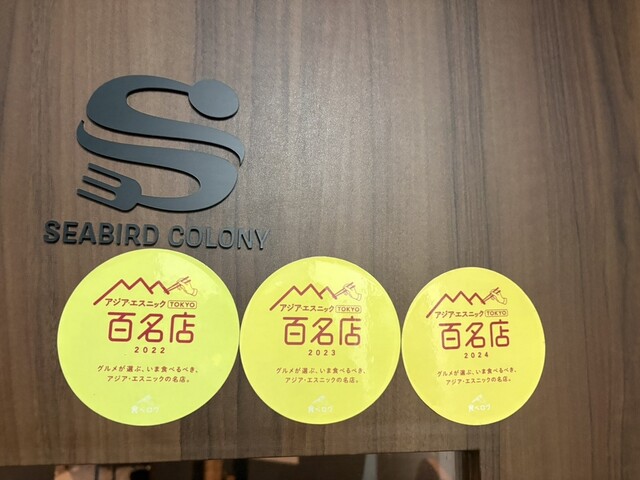 SEABIRD COLONY
アジア・エスニック TOKYO
百名店
2022
グルメが選ぶ、いま食べるべき、
アジア・エスニックの名店。
食べログ
アジア・エスニック TOKYO
百名店
2023
グルメが選ぶ、いま食べるべき、
アジア・エスニックの名店。
食べログ
アジア・エスニック TOKYO
百名店
2024
グルメが選ぶ、いま食べるべき、
アジア・エスニックの名店。
食べログ